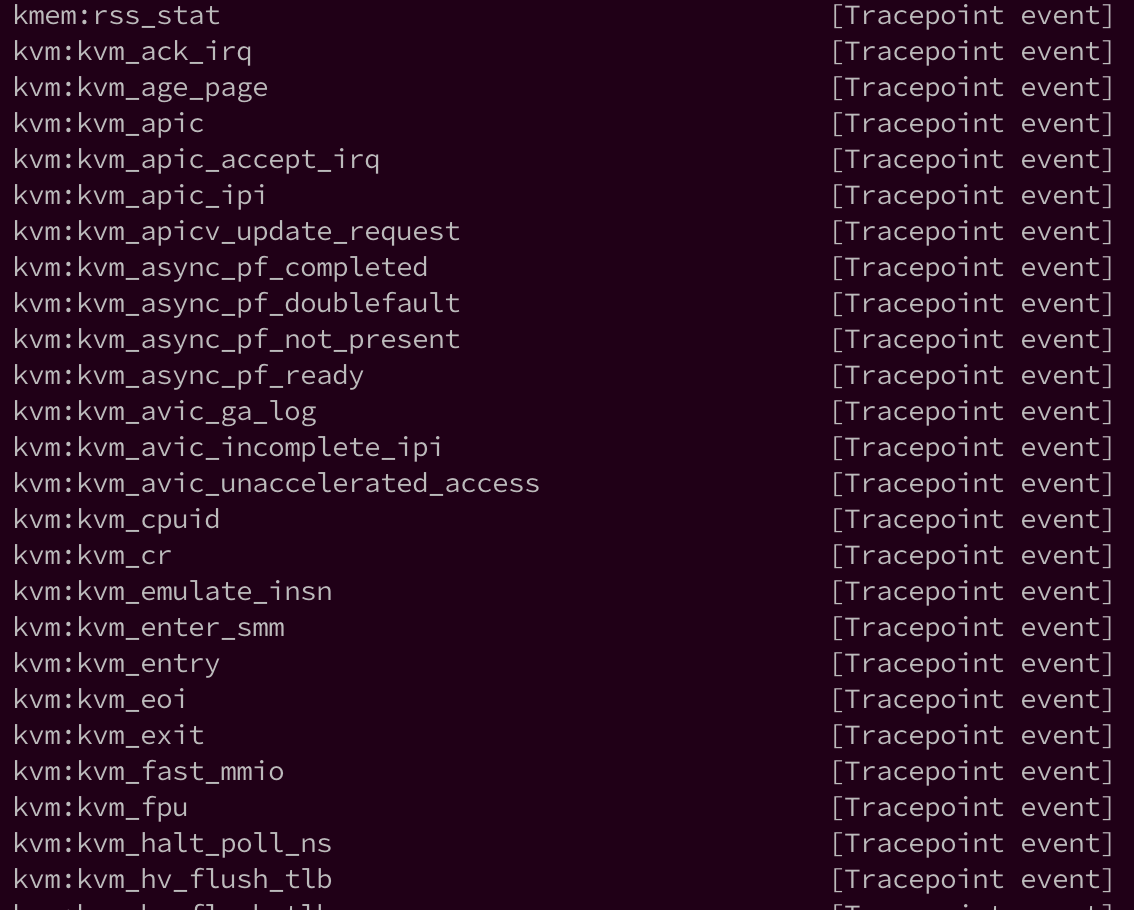 kmem:rss_stat [Tracepoint event]
kvm:kvm_ack_irq [Tracepoint event]
kvm:kvm_age_page [Tracepoint event]
kvm:kvm_apic [Tracepoint event]
kvm:kvm_apic_accept_irq [Tracepoint event]
kvm:kvm_apic_ipi [Tracepoint event]
kvm:kvm_apicv_update_request [Tracepoint event]
kvm:kvm_async_pf_completed [Tracepoint event]
kvm:kvm_async_pf_doublefault [Tracepoint event]
kvm:kvm_async_pf_not_present [Tracepoint event]
kvm:kvm_async_pf_ready [Tracepoint event]
kvm:kvm_avic_ga_log [Tracepoint event]
kvm:kvm_avic_incomplete_ipi [Tracepoint event]
kvm:kvm_avic_unaccelerated_access [Tracepoint event]
kvm:kvm_cpuid [Tracepoint event]
kvm:kvm_cr [Tracepoint event]
kvm:kvm_emulate_insn [Tracepoint event]
kvm:kvm_enter_smm [Tracepoint event]
kvm:kvm_entry [Tracepoint event]
kvm:kvm_eoi [Tracepoint event]
kvm:kvm_exit [Tracepoint event]
kvm:kvm_fast_mmio [Tracepoint event]
kvm:kvm_fpu [Tracepoint event]
kvm:kvm_halt_poll_ns [Tracepoint event]
kvm:kvm_hv_flush_tlb [Tracepoint event]